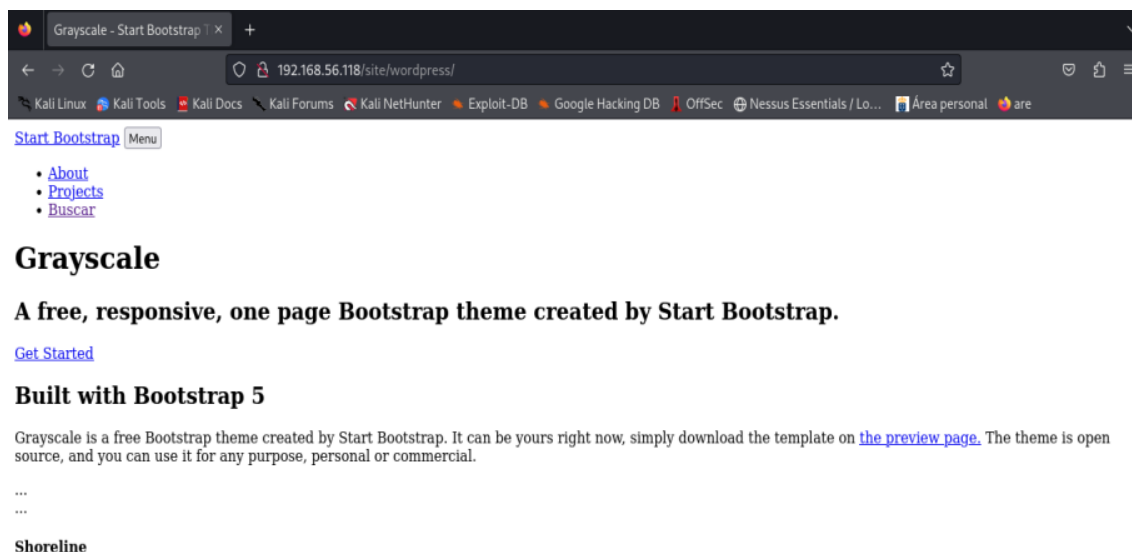 Grayscale - Start Bootstrap T
192.168.56.118/site/wordpress/
Kali Linux Kali Tools Kali Docs Kali Forums Kali NetHunter Exploit-DB Google Hacking DB OffSec Nessus Essentials / Lo... Área personal are
Start Bootstrap Menu
• About
• Projects
• Buscar
Grayscale
A free, responsive, one page Bootstrap theme created by Start Bootstrap.
Get Started
Built with Bootstrap 5
Grayscale is a free Bootstrap theme created by Start Bootstrap. It can be yours right now, simply download the template on the preview page. The theme is open
source, and you can use it for any purpose, personal or commercial.
...
...
Shoreline